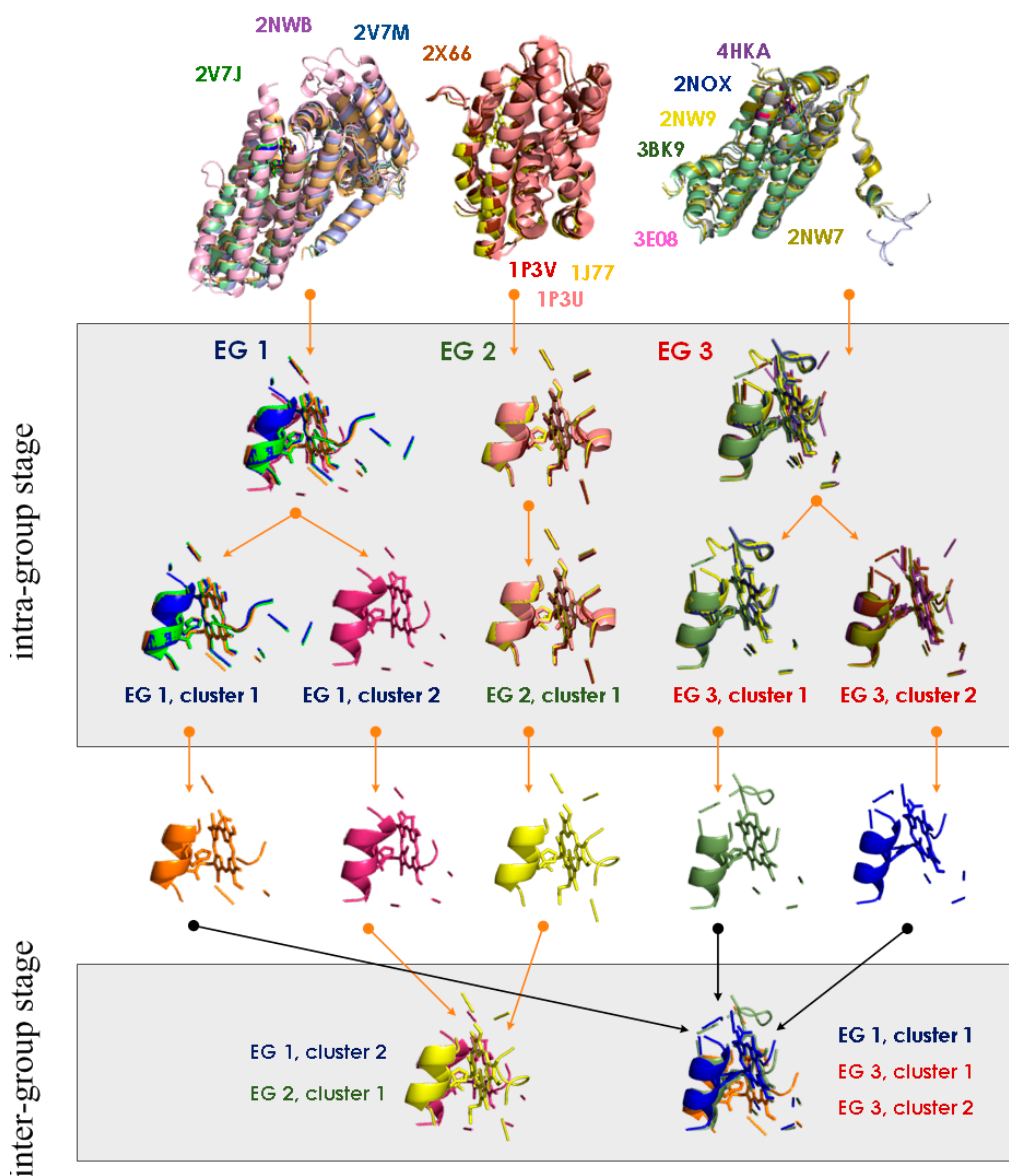 2NWB
2V7M
2V7J
2X66
4HKA
2NOX
2NW9
3BK9
3E08
2NW7
1P3V
1J77
1P3U
EG 1
EG 2
EG 3
intra-group stage
EG 1, cluster 1
EG 1, cluster 2
EG 2, cluster 1
EG 3, cluster 1
EG 3, cluster 2
inter-group stage
EG 1, cluster 2
EG 2, cluster 1
EG 1, cluster 1
EG 3, cluster 1
EG 3, cluster 2